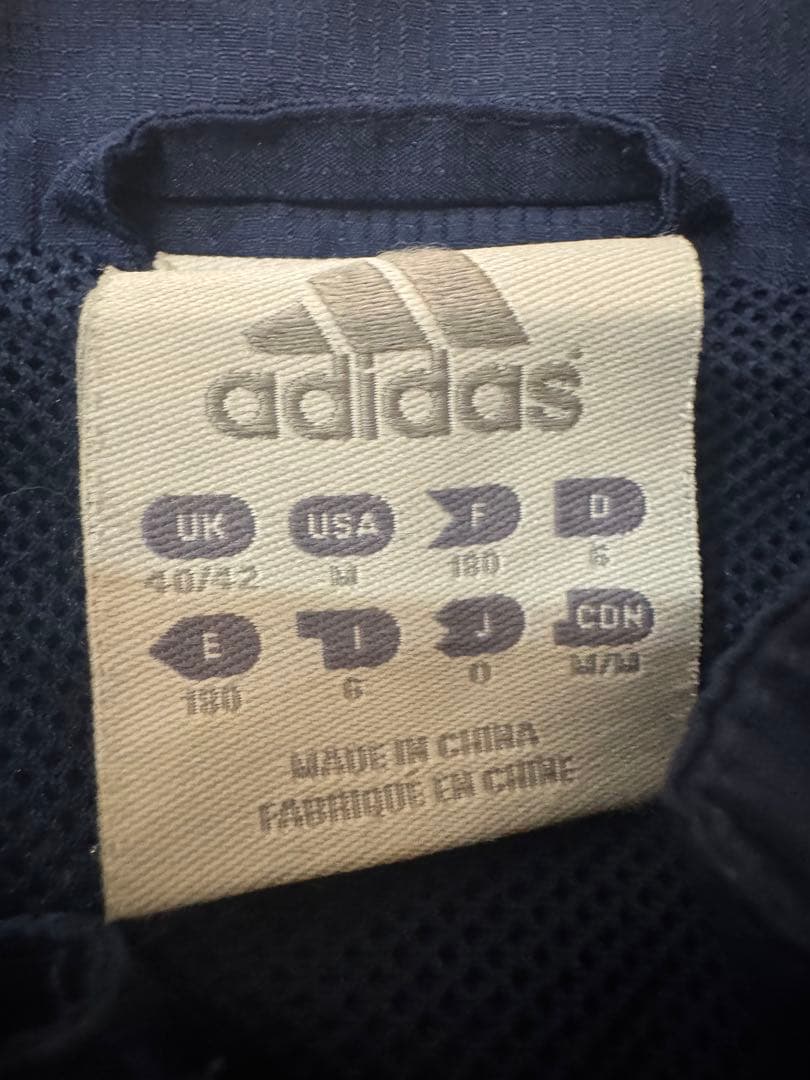 adidas
UK USA F D
40/42 M 180 6
E I J CDN
180 6 O M/M
MADE IN CHINA
FABRIQUÉ EN CHINE